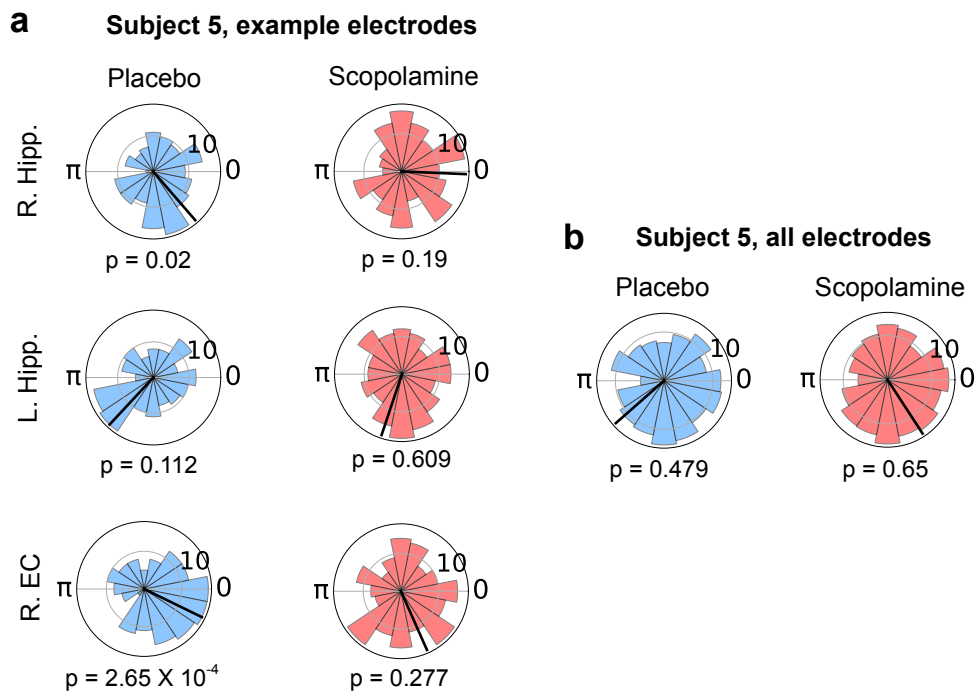 a
Subject 5, example electrodes
Placebo
Scopolamine
R. Hipp.
π
10
0
p = 0.02
π
10
0
p = 0.19
L. Hipp.
π
10
0
p = 0.112
π
10
0
p = 0.609
R. EC
π
10
0
p = 2.65 X 10⁻⁴
π
10
0
p = 0.277
b
Subject 5, all electrodes
Placebo
Scopolamine
π
10
0
p = 0.479
π
10
0
p = 0.65